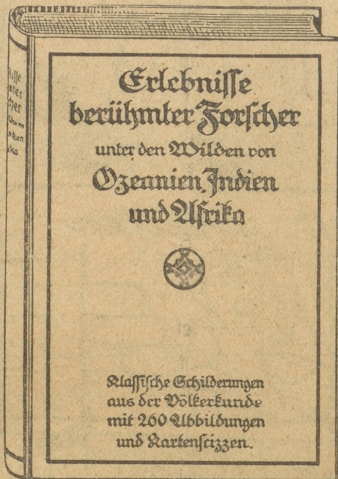 Erlebnisse
berühmter Forscher
unter den Wilden von
Ozeanien, Indien
und Afrika
Klassische Schilderungen
aus der Völkerkunde
mit 260 Abbildungen
und Kartenscizzen.